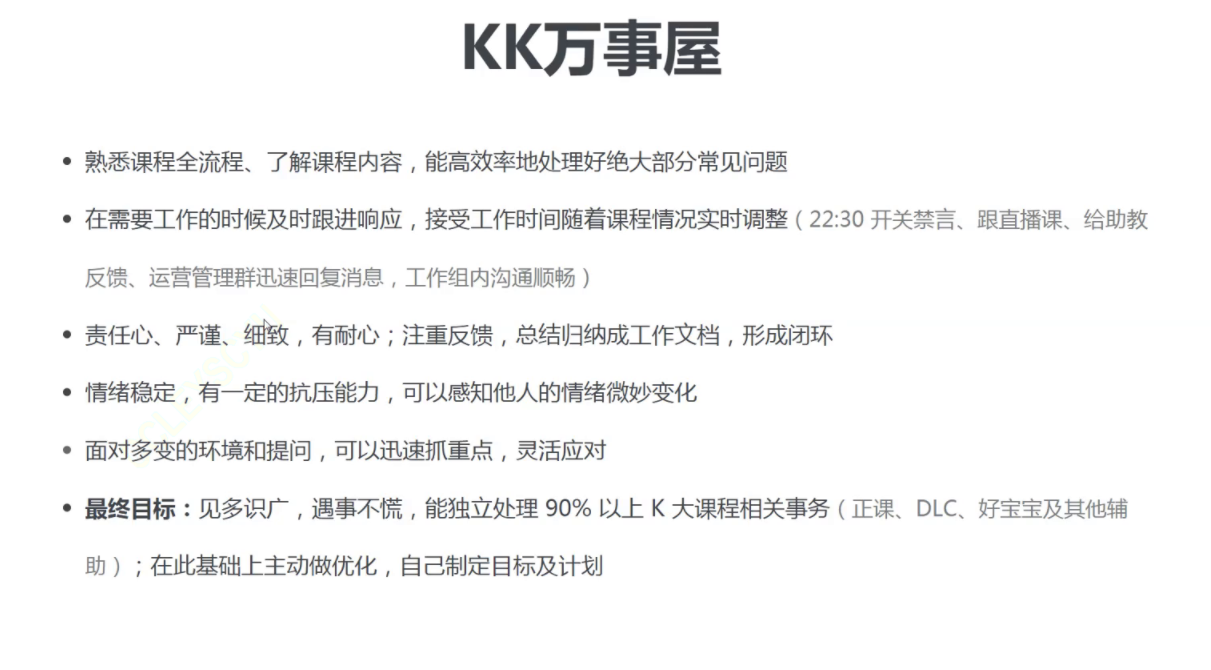 KK万事屋
• 熟悉课程全流程、了解课程内容，能高效率地处理好绝大部分常见问题
• 在需要工作的时候及时跟进响应，接受工作时间随着课程情况实时调整（22:30 开关禁言、跟直播课、给助教
反馈、运营管理群迅速回复消息，工作组内沟通顺畅）
• 责任心、严谨、细致，有耐心；注重反馈，总结归纳成工作文档，形成闭环
• 情绪稳定，有一定的抗压能力，可以感知他人的情绪微妙变化
• 面对多变的环境和提问，可以迅速抓重点，灵活应对
• 最终目标：见多识广，遇事不慌，能独立处理 90% 以上 K 大课程相关事务（正课、DLC、好宝宝及其他辅
助）；在此基础上主动做优化，自己制定目标及计划